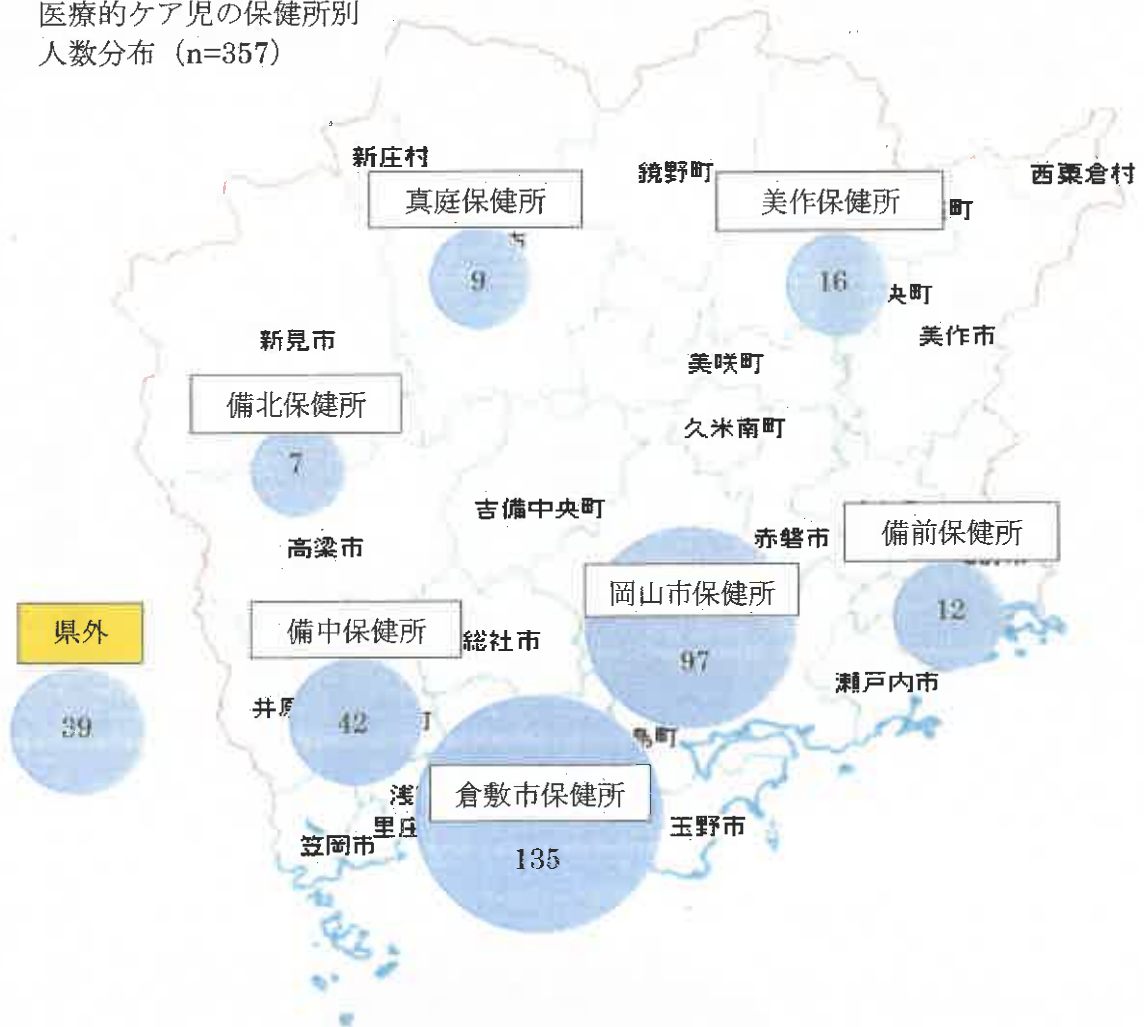 医療的ケア児の保健所別
人数分布（n=357）
新庄村
鏡野町
西粟倉村
真庭保健所
美作保健所
町
市
9
16
央町
新見市
美作市
美咲町
備北保健所
久米南町
7
吉備中央町
赤磐市
備前保健所
高梁市
岡山市保健所
県外
備中保健所
総社市
97
12
瀬戸内市
井原
39
42
町
島町
倉敷市保健所
浅
里庄
玉野市
笠岡市
135